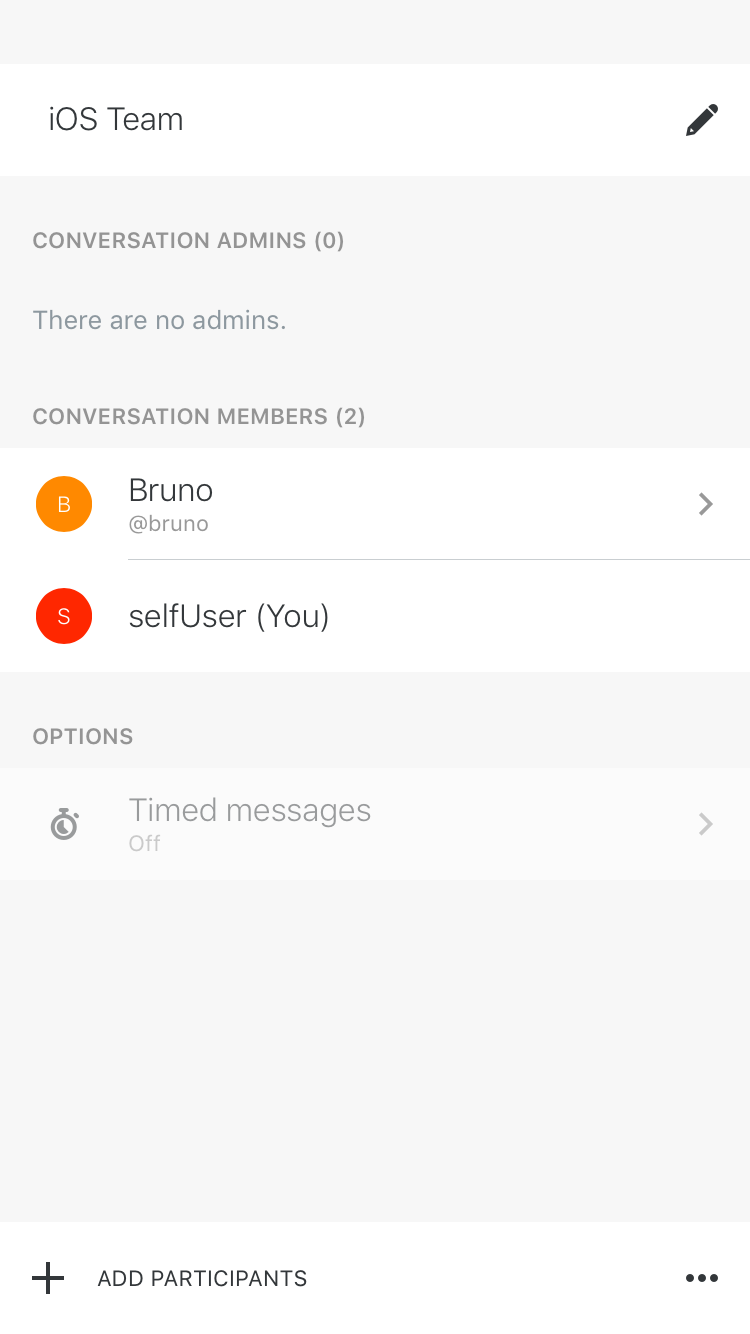 iOS Team
CONVERSATION ADMINS (0)
There are no admins.
CONVERSATION MEMBERS (2)
B
Bruno
@bruno
S
selfUser (You)
OPTIONS
Timed messages
Off
ADD PARTICIPANTS